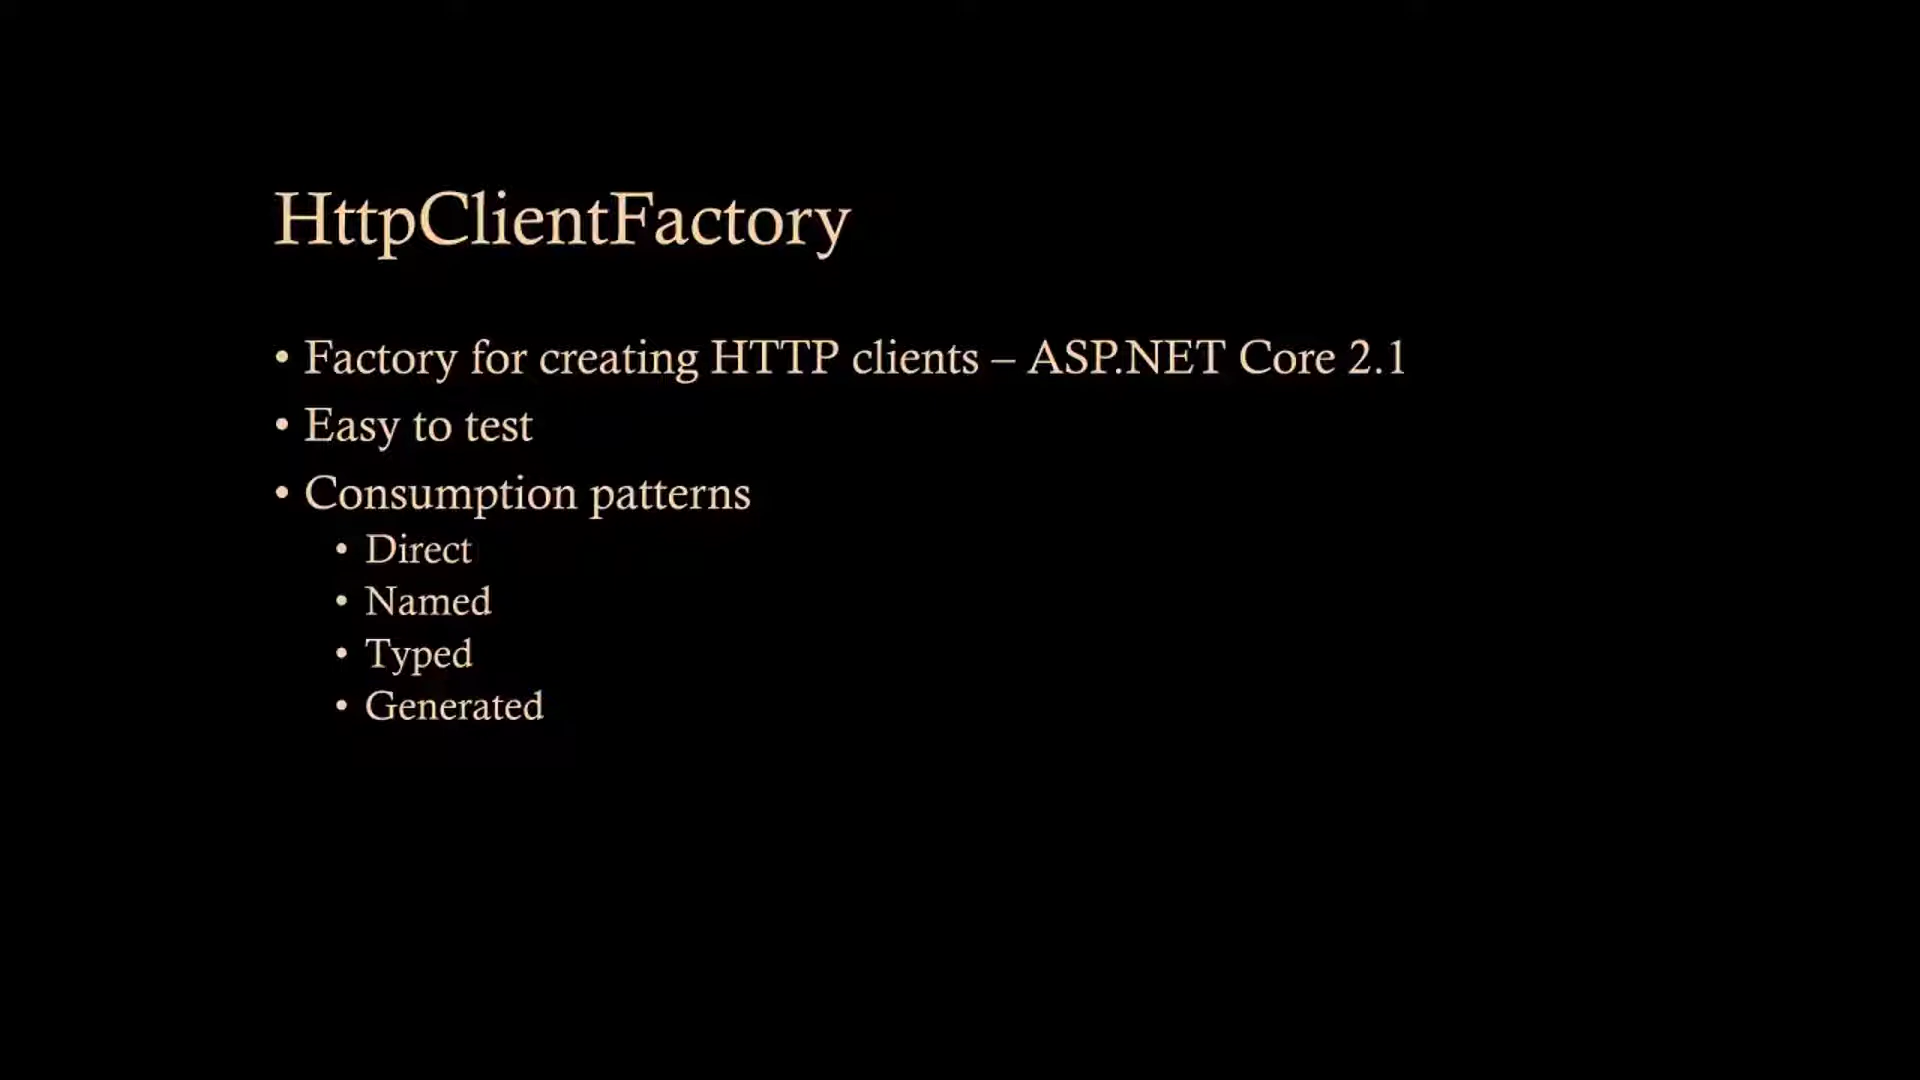 HttpClientFactory
• Factory for creating HTTP clients – ASP.NET Core 2.1
• Easy to test
• Consumption patterns
• Direct
• Named
• Typed
• Generated